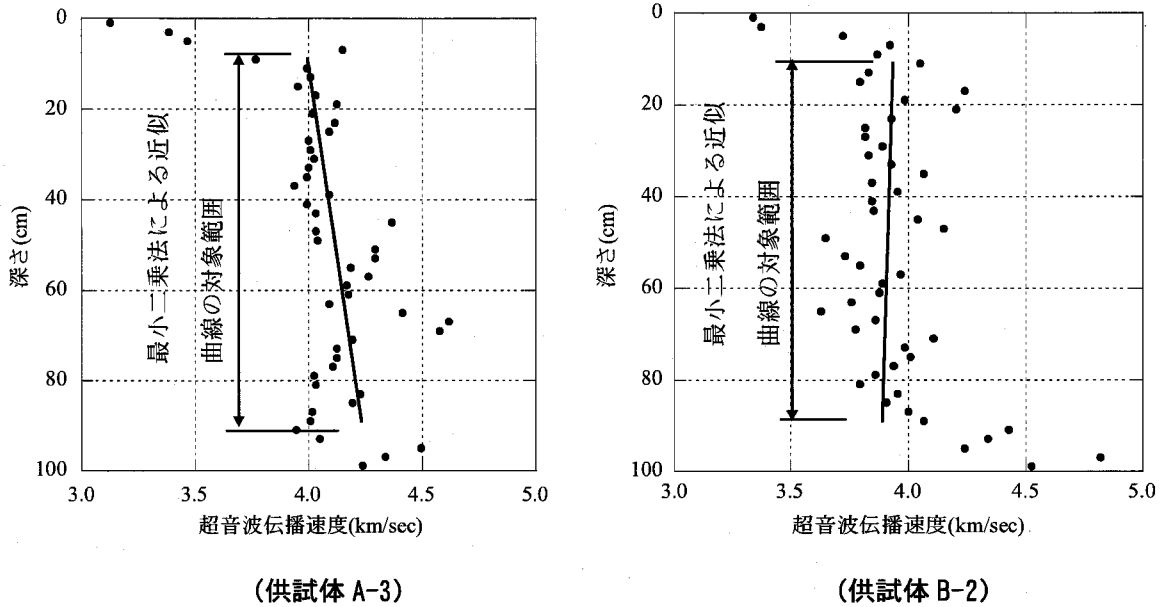 0
20
40
60
80
100
深さ(cm)
最小二乗法による近似
曲線の対象範囲
3.0 3.5 4.0 4.5 5.0
超音波伝播速度(km/sec)
(供試体 A-3)
0
20
40
60
80
100
深さ(cm)
最小二乗法による近似
曲線の対象範囲
3.0 3.5 4.0 4.5 5.0
超音波伝播速度(km/sec)
(供試体 B-2)